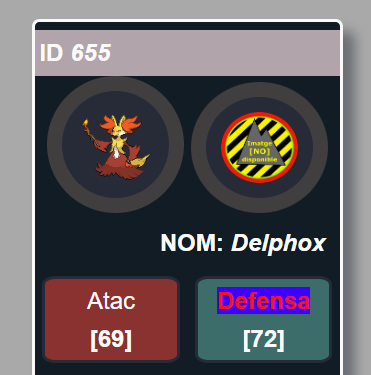 ID 655
Imatge
[NO]
disponible
NOM: Delphox
Atac
[69]
Defensa
[72]